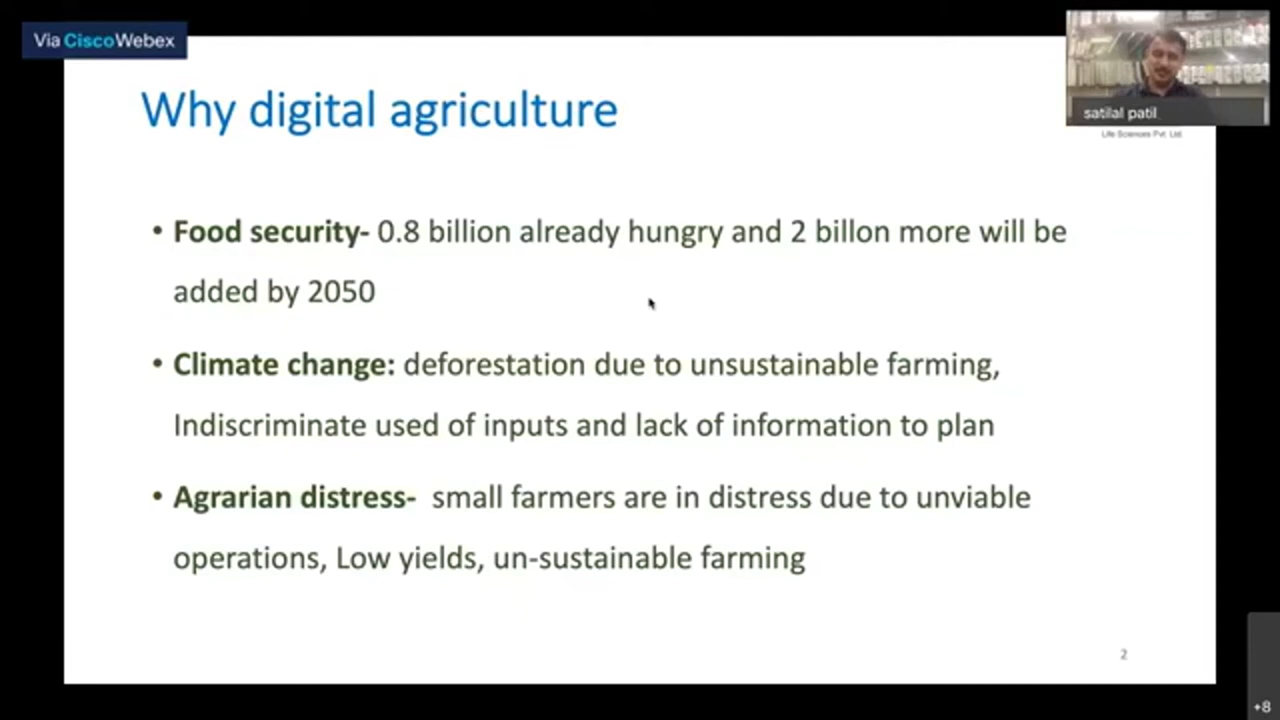 Via Cisco Webex
satilal patil
Life Sciences Pvt. Ltd.
Why digital agriculture
• Food security- 0.8 billion already hungry and 2 billon more will be
added by 2050
• Climate change: deforestation due to unsustainable farming,
Indiscriminate used of inputs and lack of information to plan
• Agrarian distress- small farmers are in distress due to unviable
operations, Low yields, un-sustainable farming
2
+8